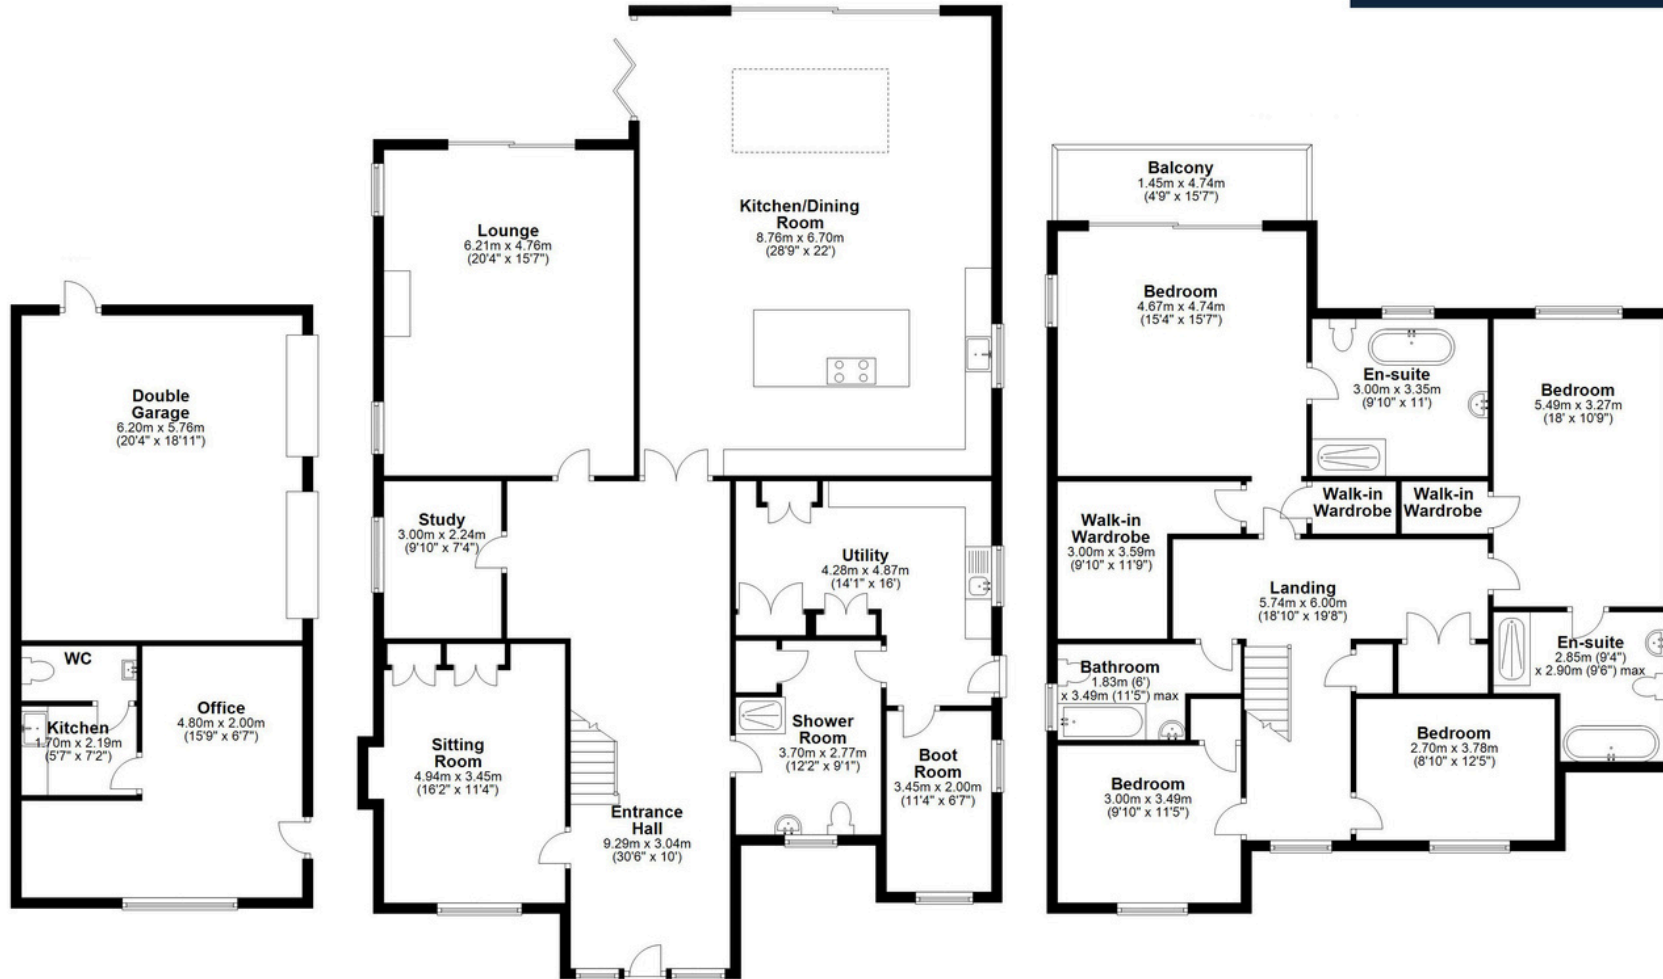 Double
Garage
6.20m x 5.76m
(20'4" x 18'11")
WC
Office
4.80m x 2.00m
(15'9" x 6'7")
Kitchen
1.70m x 2.19m
(5'7" x 7'2")
Lounge
6.21m x 4.76m
(20'4" x 15'7")
Kitchen/Dining
Room
8.76m x 6.70m
(28'9" x 22')
Study
3.00m x 2.24m
(9'10" x 7'4")
Utility
4.28m x 4.87m
(14'1" x 16')
Sitting
Room
4.94m x 3.45m
(16'2" x 11'4")
Entrance
Hall
9.29m x 3.04m
(30'6" x 10')
Shower
Room
3.70m x 2.77m
(12'2" x 9'1")
Boot
Room
3.45m x 2.00m
(11'4" x 6'7")
Balcony
1.45m x 4.74m
(4'9" x 15'7")
Bedroom
4.67m x 4.74m
(15'4" x 15'7")
En-suite
3.00m x 3.35m
(9'10" x 11')
Bedroom
5.49m x 3.27m
(18' x 10'9")
Walk-in
Wardrobe
3.00m x 3.59m
(9'10" x 11'9")
Walk-in
Wardrobe
Walk-in
Wardrobe
Landing
5.74m x 6.00m
(18'10" x 19'8")
Bathroom
1.83m (6')
x 3.49m (11'5") max
En-suite
2.85m (9'4")
x 2.90m (9'6") max
Bedroom
3.00m x 3.49m
(9'10" x 11'5")
Bedroom
2.70m x 3.78m
(8'10" x 12'5")